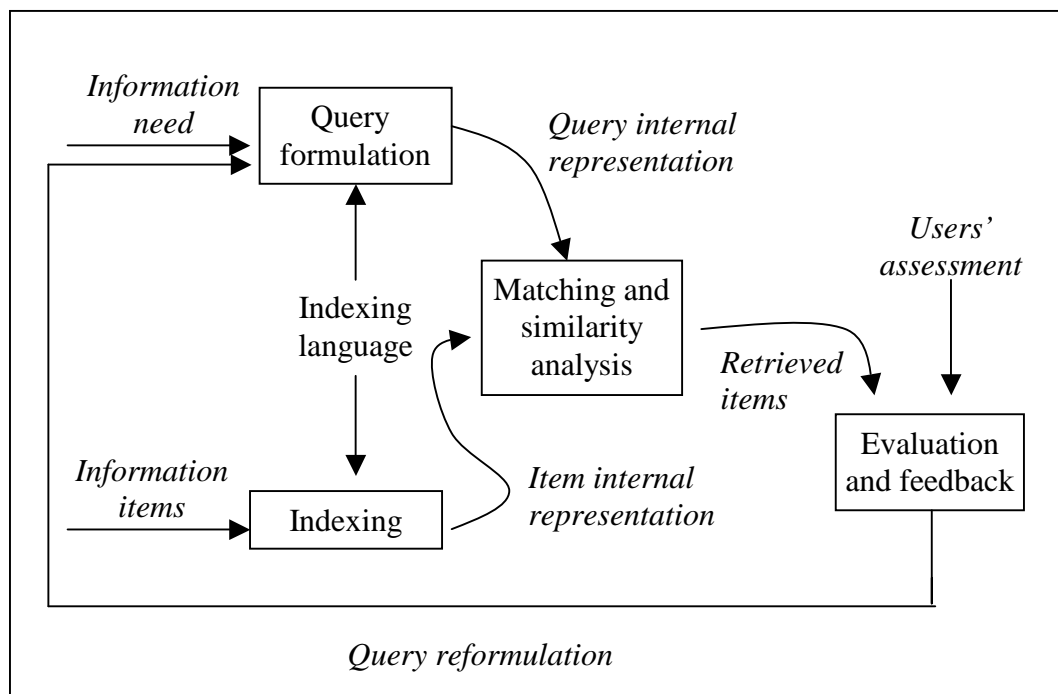 Information
need
Query
formulation
Query internal
representation
Users’
assessment
Indexing
language
Matching and
similarity
analysis
Retrieved
items
Evaluation
and feedback
Information
items
Indexing
Item internal
representation
Query reformulation